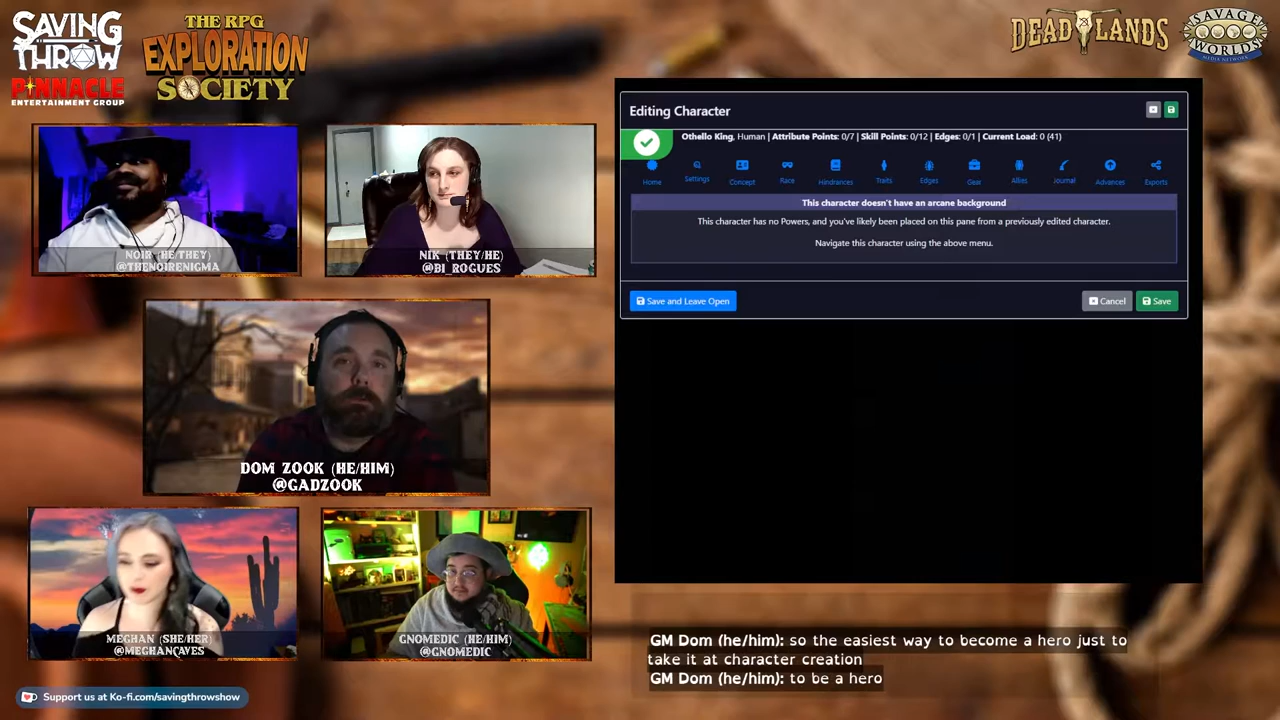 SAVING
THROW
PINNACLE
ENTERTAINMENT GROUP
THE RPG
EXPLORATION
SOCIETY
DEADLANDS
SAVAGE
WORLDS
MEDIA NETWORK
NOIR (HE/THEY)
@THENOIRENIGMA
NIK (THEY/HE)
@BI_ROGUES
DOM ZOOK (HE/HIM)
@GADZOOK
MEGHAN (SHE/HER)
@MEGHANCAVES
GNOMEDIC (HE/HIM)
@GNOMEDIC
Support us at Ko-fi.com/savingthrowshow
Editing Character
Othello King, Human | Attribute Points: 0/7 | Skill Points: 0/12 | Edges: 0/1 | Current Load: 0 (41)
Home Settings Concept Race Hindrances Traits Edges Gear Allies Journal Advances Exports
This character doesn't have an arcane background
This character has no Powers, and you've likely been placed on this pane from a previously edited character.
Navigate this character using the above menu.
Save and Leave Open Cancel Save
GM Dom (he/him): so the easiest way to become a hero just to
take it at character creation
GM Dom (he/him): to be a hero